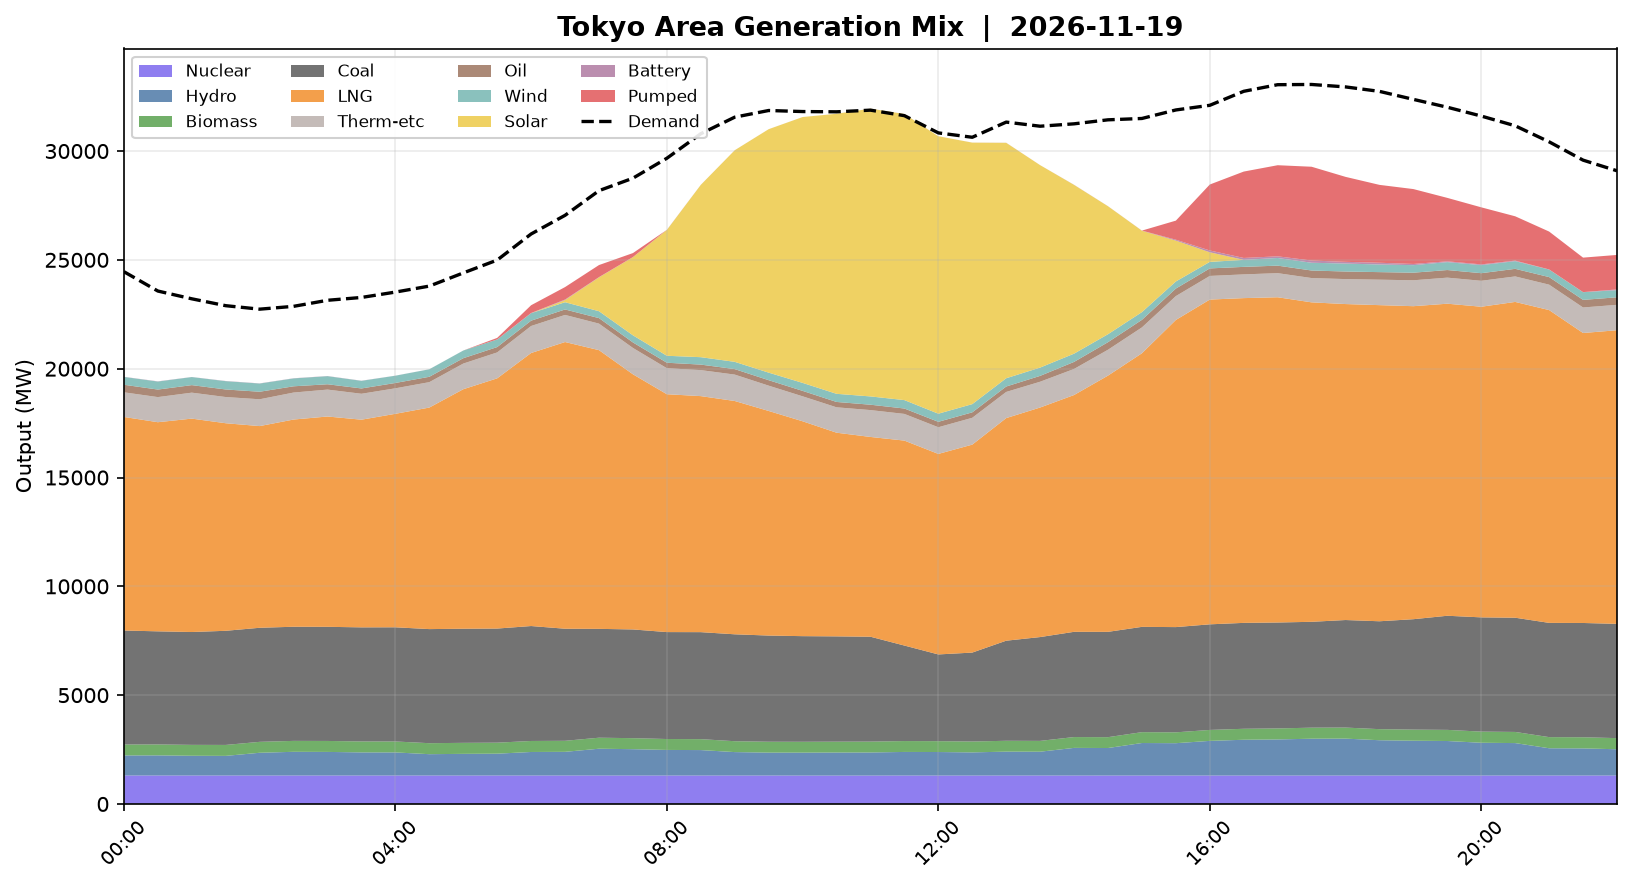 Tokyo Area Generation Mix | 2026-11-19
Nuclear Coal Oil Battery
Hydro LNG Wind Pumped
Biomass Therm-etc Solar Demand
Output (MW)
30000
25000
20000
15000
10000
5000
0
00:00 04:00 08:00 12:00 16:00 20:00